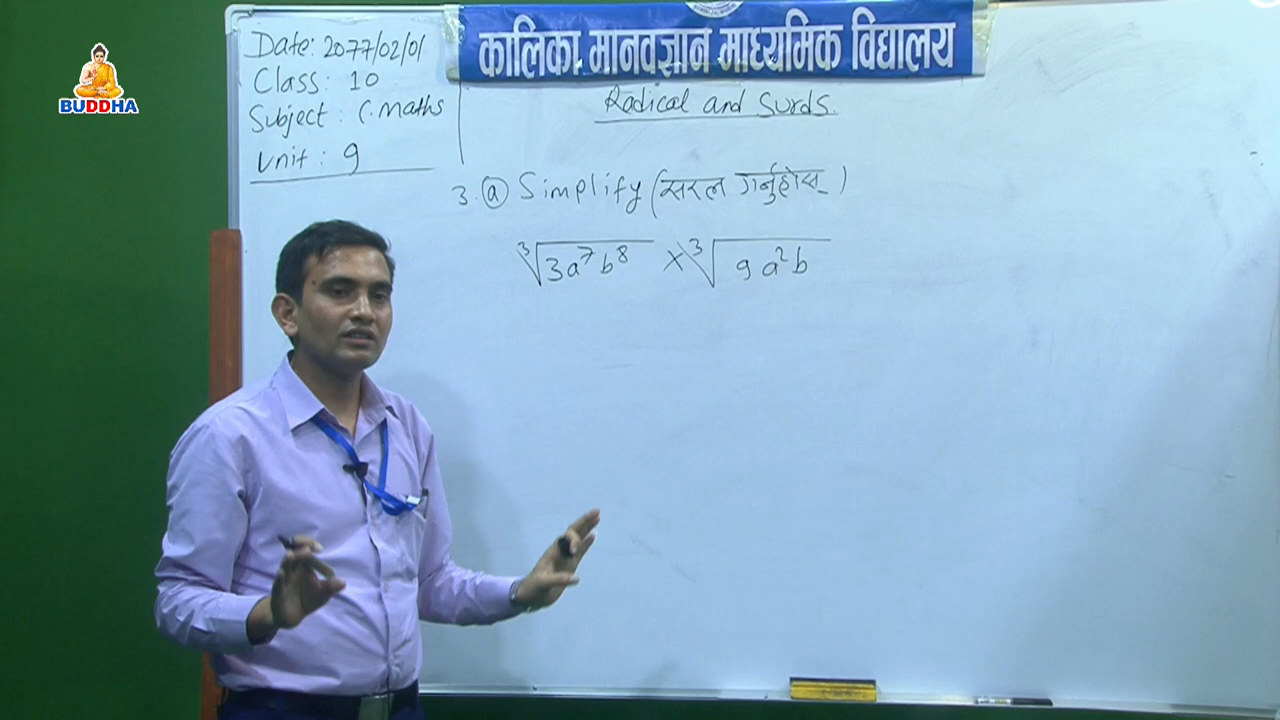 BUDDHA
कालिका मानवज्ञान माध्यमिक विद्यालय
Date: 2077/02/01
Class: 10
Subject: C. Maths
Unit: 9
Radical and Surds.
3. (a) Simplify (सरल गर्नुहोस्)
∛3a⁷b⁸ × ∛9a²b